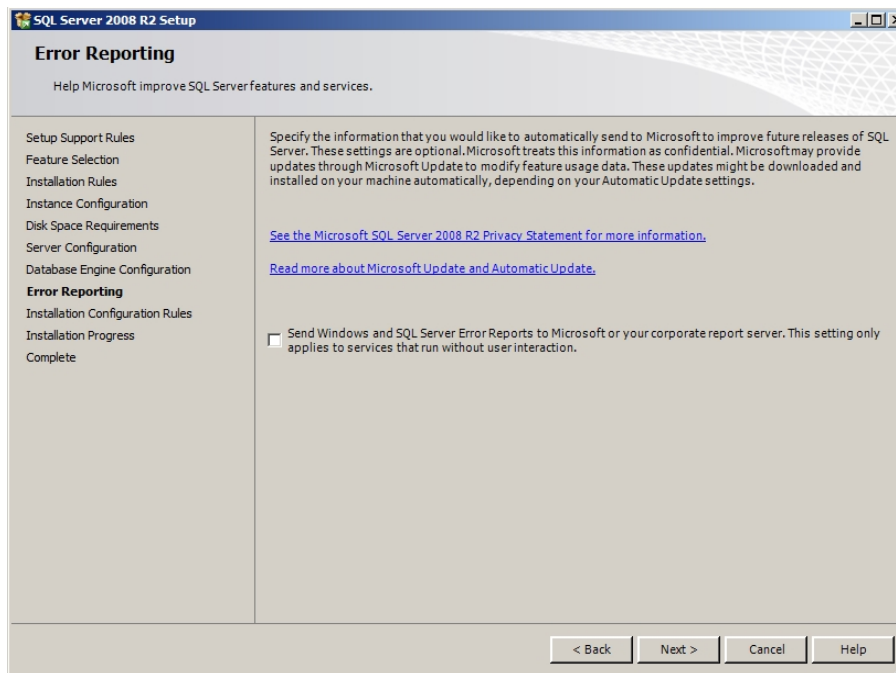 SQL Server 2008 R2 Setup
Error Reporting
Help Microsoft improve SQL Server features and services.
Setup Support Rules
Feature Selection
Installation Rules
Instance Configuration
Disk Space Requirements
Server Configuration
Database Engine Configuration
Error Reporting
Installation Configuration Rules
Installation Progress
Complete
Specify the information that you would like to automatically send to Microsoft to improve future releases of SQL
Server. These settings are optional. Microsoft treats this information as confidential. Microsoft may provide
updates through Microsoft Update to modify feature usage data. These updates might be downloaded and
installed on your machine automatically, depending on your Automatic Update settings.
See the Microsoft SQL Server 2008 R2 Privacy Statement for more information.
Read more about Microsoft Update and Automatic Update.
Send Windows and SQL Server Error Reports to Microsoft or your corporate report server. This setting only
applies to services that run without user interaction.
< Back
Next >
Cancel
Help